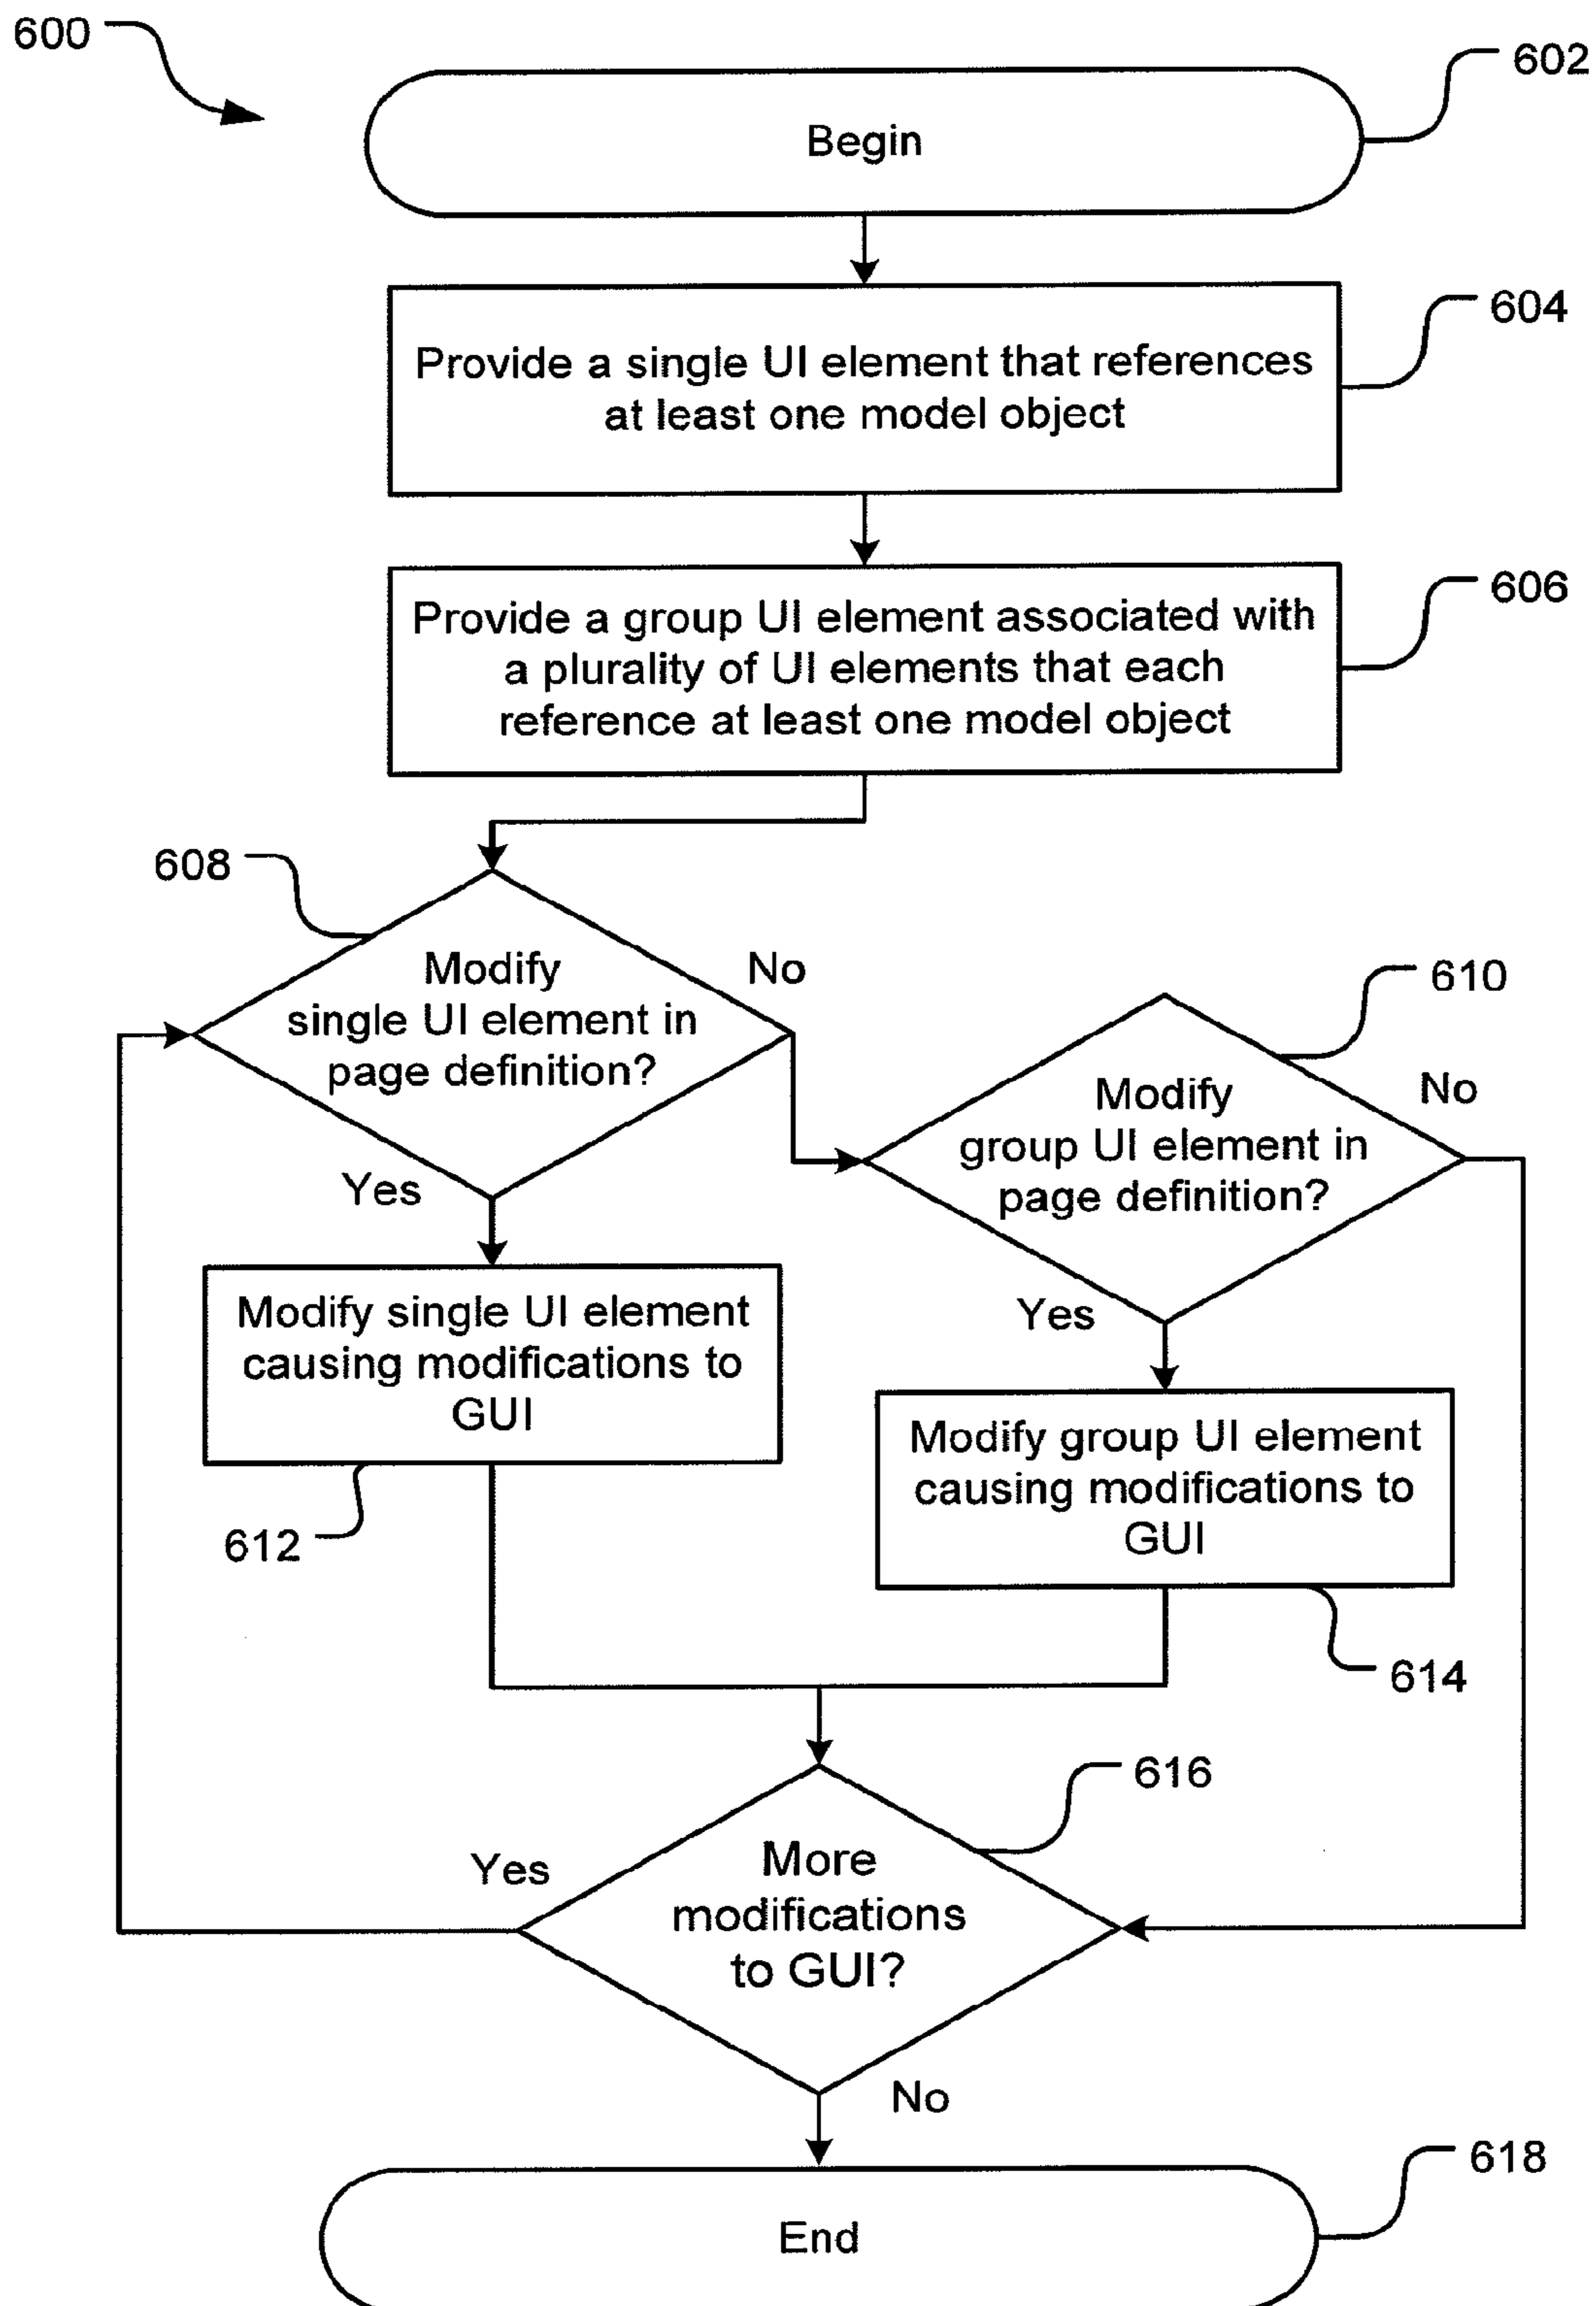 600
602
Begin
604
Provide a single UI element that references
at least one model object
606
Provide a group UI element associated with
a plurality of UI elements that each
reference at least one model object
608
Modify
single UI element in
page definition?
No
610
Modify
group UI element in
page definition?
No
Yes
Modify single UI element
causing modifications to
GUI
612
Yes
Modify group UI element
causing modifications to
GUI
614
616
More
modifications
to GUI?
Yes
No
618
End